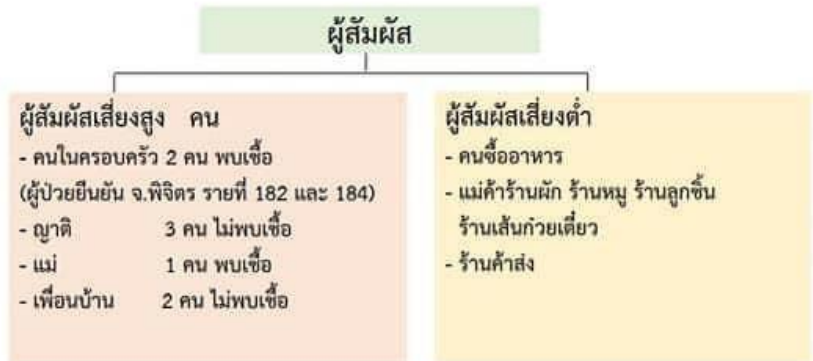 ผู้สัมผัส
ผู้สัมผัสเสี่ยงสูง คน
- คนในครอบครัว 2 คน พบเชื้อ
(ผู้ป่วยยืนยัน จ.พิจิตร รายที่ 182 และ 184)
- ญาติ 3 คน ไม่พบเชื้อ
- แม่ 1 คน พบเชื้อ
- เพื่อนบ้าน 2 คน ไม่พบเชื้อ
ผู้สัมผัสเสี่ยงต่ำ
- คนซื้ออาหาร
- แม่ค้าร้านผัก ร้านหมู ร้านลูกชิ้น
ร้านเส้นก๋วยเตี่ยว
- ร้านค้าส่ง